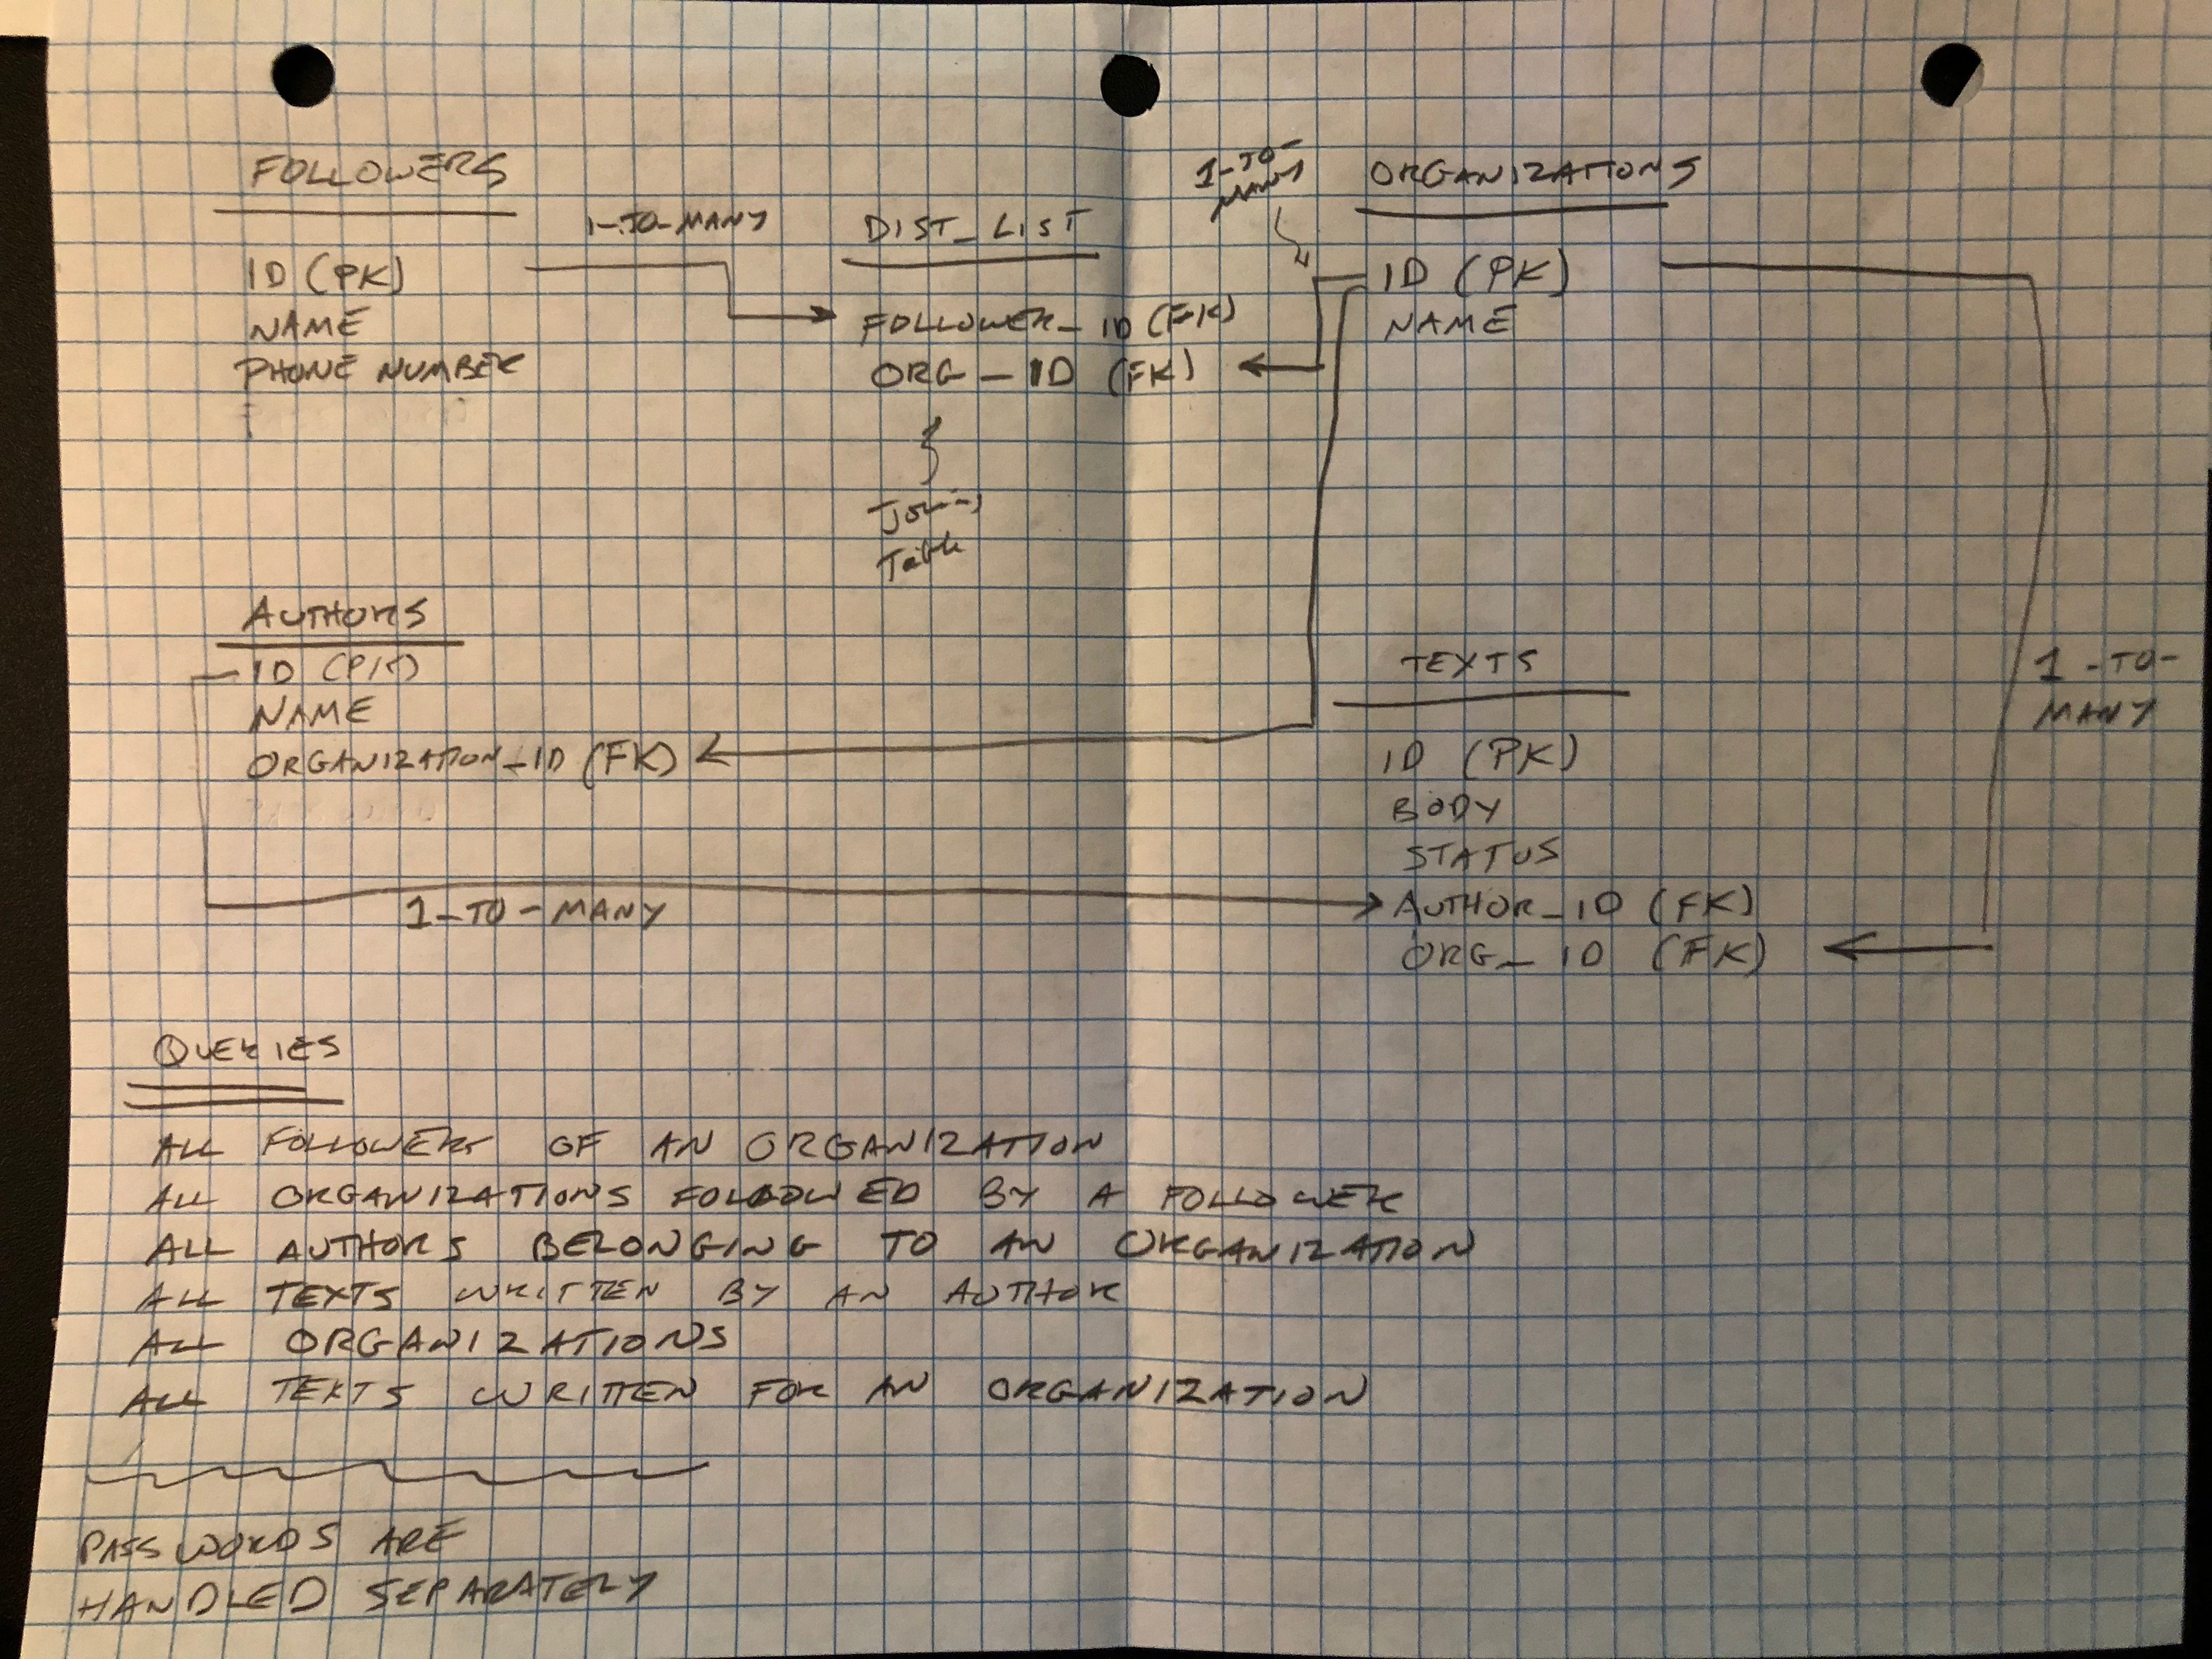 FOLLOWERS
ID (PK)
NAME
PHONE NUMBER
1-TO-MANY
DIST_LIST
FOLLOWER_ID (FK)
ORG_ID (FK)
Joining
Table
1-TO-
MANY
ORGANIZATIONS
ID (PK)
NAME
AUTHORS
ID (PK)
NAME
ORGANIZATION_ID (FK)
1-TO-MANY
TEXTS
ID (PK)
BODY
STATUS
AUTHOR_ID (FK)
ORG_ID (FK)
1-TO-
MANY
QUERIES
ALL FOLLOWERS OF AN ORGANIZATION
ALL ORGANIZATIONS FOLLOWED BY A FOLLOWER
ALL AUTHORS BELONGING TO AN ORGANIZATION
ALL TEXTS WRITTEN BY AN AUTHOR
ALL ORGANIZATIONS
ALL TEXTS WRITTEN FOR AN ORGANIZATION
PASSWORDS ARE
HANDLED SEPARATELY